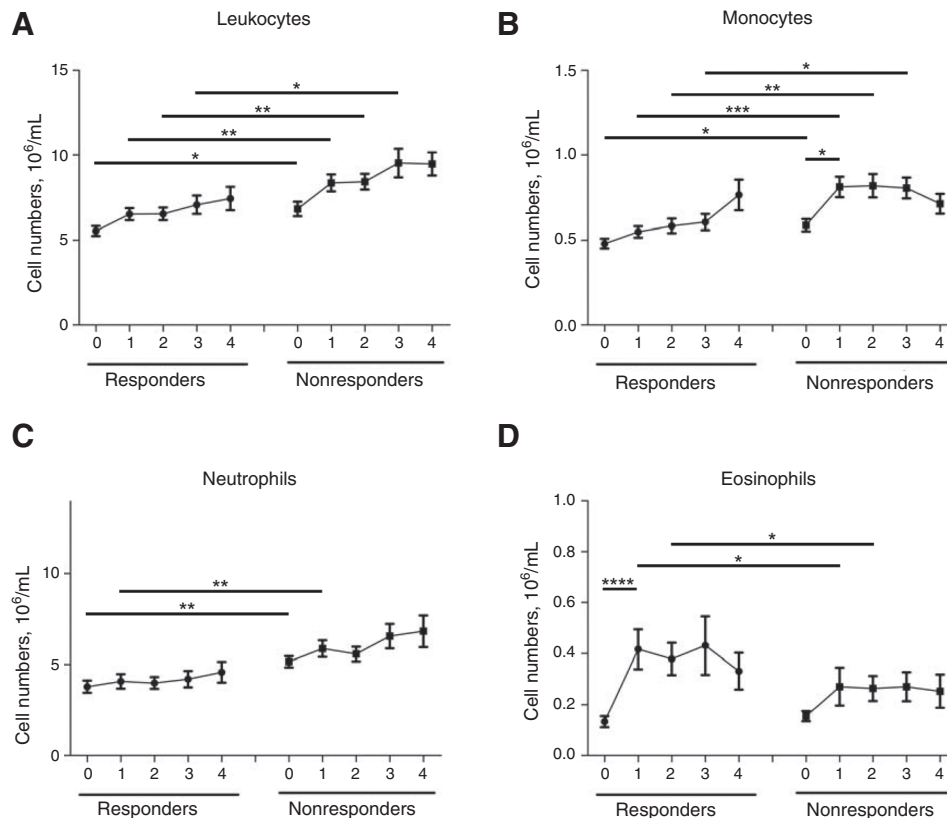 A
Leukocytes
Cell numbers, 10⁶/mL
15
10
5
0
*
**
**
*
0 1 2 3 4 0 1 2 3 4
Responders Nonresponders
B
Monocytes
Cell numbers, 10⁶/mL
1.5
1.0
0.5
0.0
*
**
***
*
*
0 1 2 3 4 0 1 2 3 4
Responders Nonresponders
C
Neutrophils
Cell numbers, 10⁶/mL
10
5
0
**
**
0 1 2 3 4 0 1 2 3 4
Responders Nonresponders
D
Eosinophils
Cell numbers, 10⁶/mL
1.0
0.8
0.6
0.4
0.2
0.0
*
*
****
0 1 2 3 4 0 1 2 3 4
Responders Nonresponders